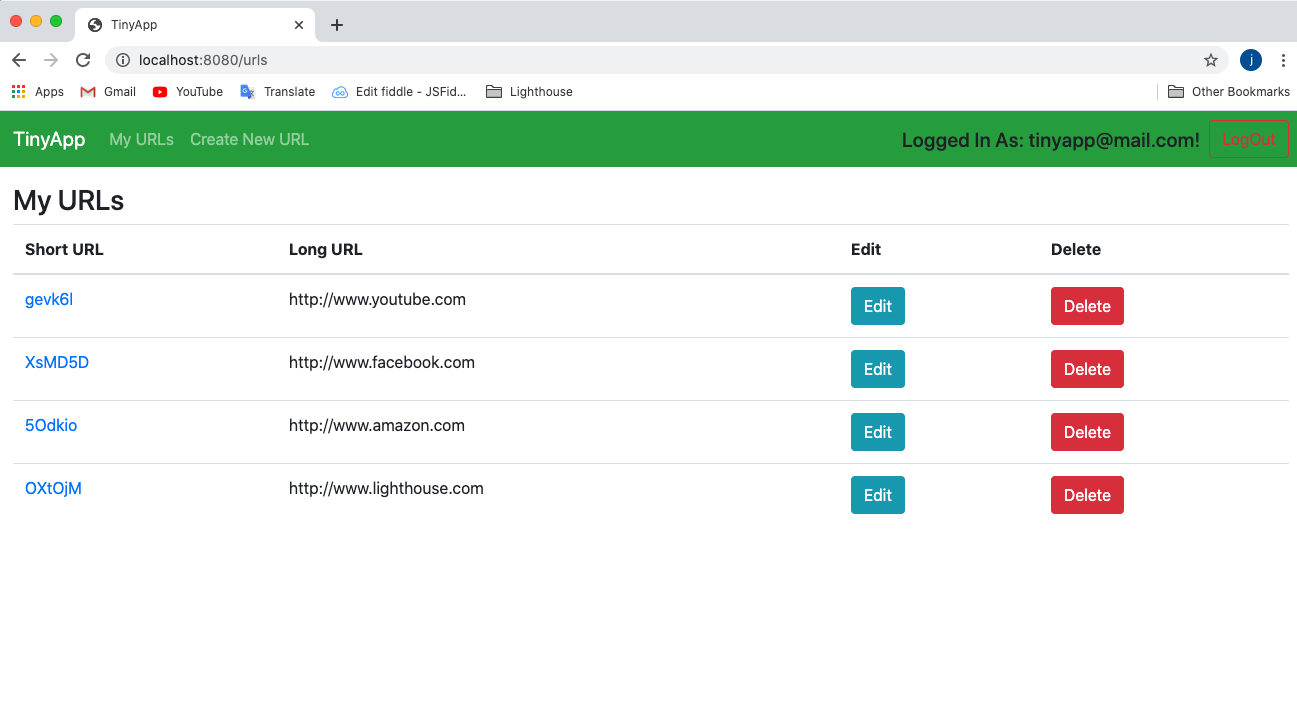 TinyApp
localhost:8080/urls
j
Apps Gmail YouTube Translate Edit fiddle - JSFid... Lighthouse Other Bookmarks
TinyApp My URLs Create New URL Logged In As: tinyapp@mail.com! LogOut
My URLs
Short URL Long URL Edit Delete
gevk6l http://www.youtube.com Edit Delete
XsMD5D http://www.facebook.com Edit Delete
5Odkio http://www.amazon.com Edit Delete
OXtOjM http://www.lighthouse.com Edit Delete